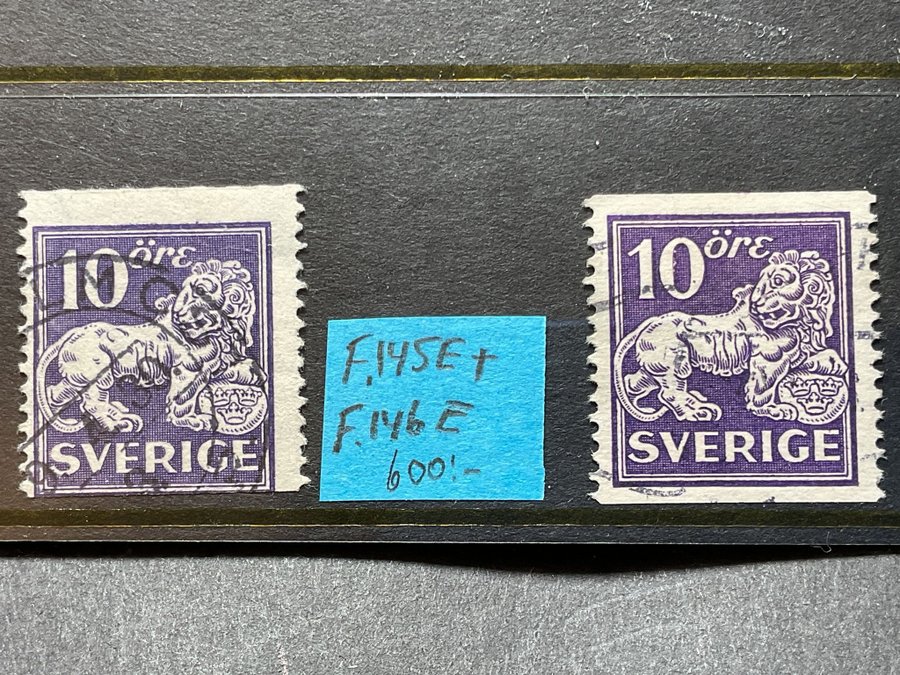 10 öre
SVERIGE
F.145E+
F.146E
600:-
10 öre
SVERIGE